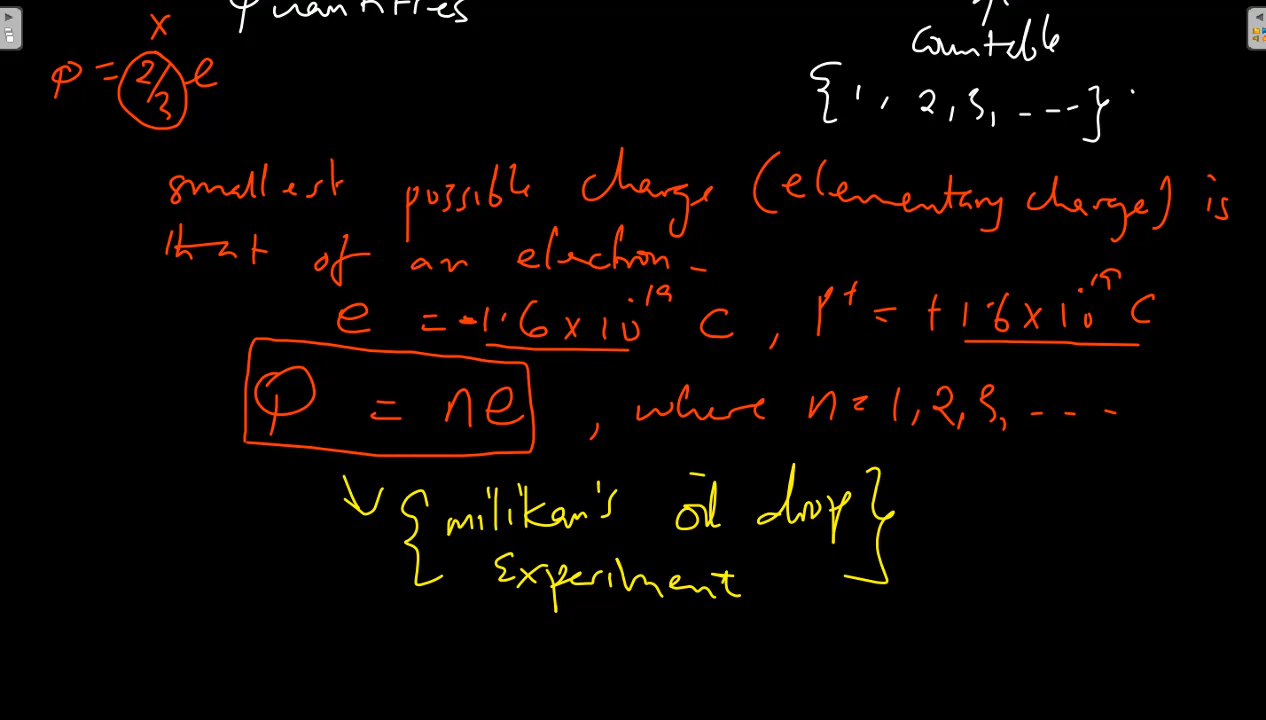 Quantities
countable
{1, 2, 3, ----}.
x
φ = 2/3 e
smallest possible charge (elementary charge) is
that of an electron-
e = -1.6 x 10^-19 C, P^+ = +1.6 x 10^-19 C
φ = ne, where n = 1, 2, 3, ----
{milikan's oil drop
Experiment}